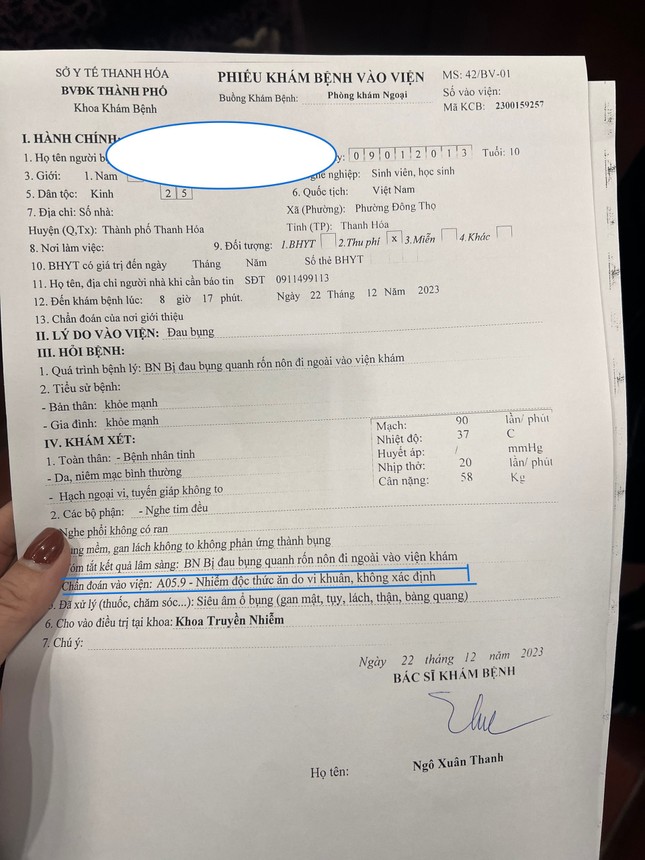 SỞ Y TẾ THANH HÓA
BVĐK THÀNH PHỐ
Khoa Khám Bệnh
PHIẾU KHÁM BỆNH VÀO VIỆN
Buồng Khám Bệnh: Phòng khám Ngoại
MS: 42/BV-01
Số vào viện:
Mã KCB: 2300159257
I. HÀNH CHÍNH:
1. Họ tên người b y: 0 9 0 1 2 0 1 3 Tuổi: 10
3. Giới: 1. Nam nghề nghiệp: Sinh viên, học sinh
5. Dân tộc: Kinh 2 5 6. Quốc tịch: Việt Nam
7. Địa chỉ: Số nhà: Xã (Phường): Phường Đông Thọ
Huyện (Q,Tx): Thành phố Thanh Hóa Tỉnh (TP): Thanh Hóa
8. Nơi làm việc: 9. Đối tượng: 1.BHYT 2.Thu phí x 3.Miễn 4.Khác
10. BHYT có giá trị đến ngày Tháng Năm Số thẻ BHYT
11. Họ tên, địa chỉ người nhà khi cần báo tin SĐT 0911499113
12. Đến khám bệnh lúc: 8 giờ 17 phút. Ngày 22 Tháng 12 Năm 2023
13. Chẩn đoán của nơi giới thiệu
II. LÝ DO VÀO VIỆN: Đau bụng
III. HỎI BỆNH:
1. Quá trình bệnh lý: BN Bị đau bụng quanh rốn nôn đi ngoài vào viện khám
2. Tiểu sử bệnh:
- Bản thân: khỏe mạnh
- Gia đình: khỏe mạnh
IV. KHÁM XÉT:
1. Toàn thân: - Bệnh nhân tỉnh
- Da, niêm mạc bình thường
- Hạch ngoại vi, tuyến giáp không to
Mạch: 90 lần/ phút
Nhiệt độ: 37 C
Huyết áp: / mmHg
Nhịp thở: 20 lần/ phút
Cân nặng: 58 Kg
2. Các bộ phận: - Nghe tim đều
Nghe phổi không có ran
ụng mềm, gan lách không to không phản ứng thành bụng
óm tắt kết quả lâm sàng: BN Bị đau bụng quanh rốn nôn đi ngoài vào viện khám
Chẩn đoán vào viện: A05.9 - Nhiễm độc thức ăn do vi khuẩn, không xác định
5. Đã xử lý (thuốc, chăm sóc...): Siêu âm ổ bụng (gan mật, tụy, lách, thận, bàng quang)
6. Cho vào điều trị tại khoa: Khoa Truyền Nhiễm
7. Chú ý:
Ngày 22 tháng 12 năm 2023
BÁC SĨ KHÁM BỆNH
Họ tên: Ngô Xuân Thanh